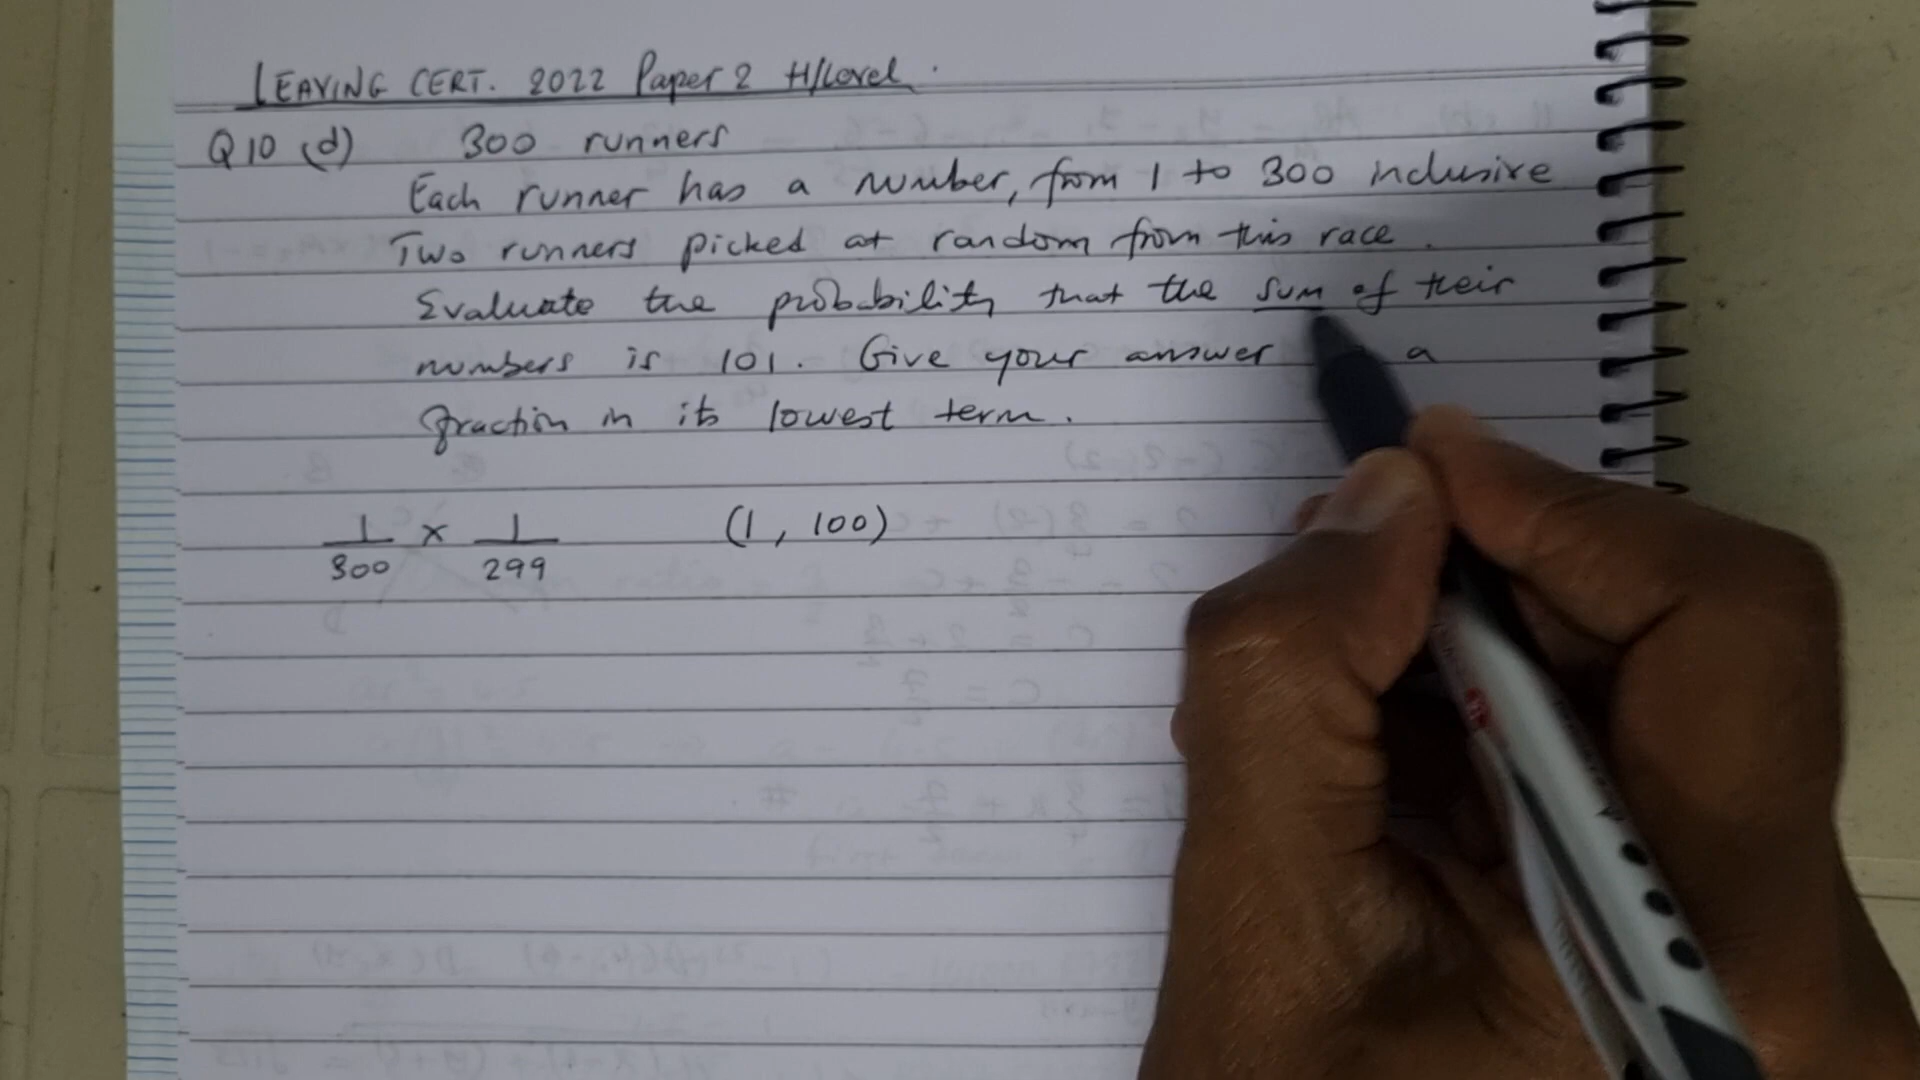 LEAVING CERT. 2022 Paper 2 H/Level.
Q10 (d) 300 runners
Each runner has a number, from 1 to 300 inclusive
Two runners picked at random from this race.
Evaluate the probability that the sum of their
numbers is 101. Give your answer a
fraction in its lowest term.
1/300 × 1/299 (1, 100)